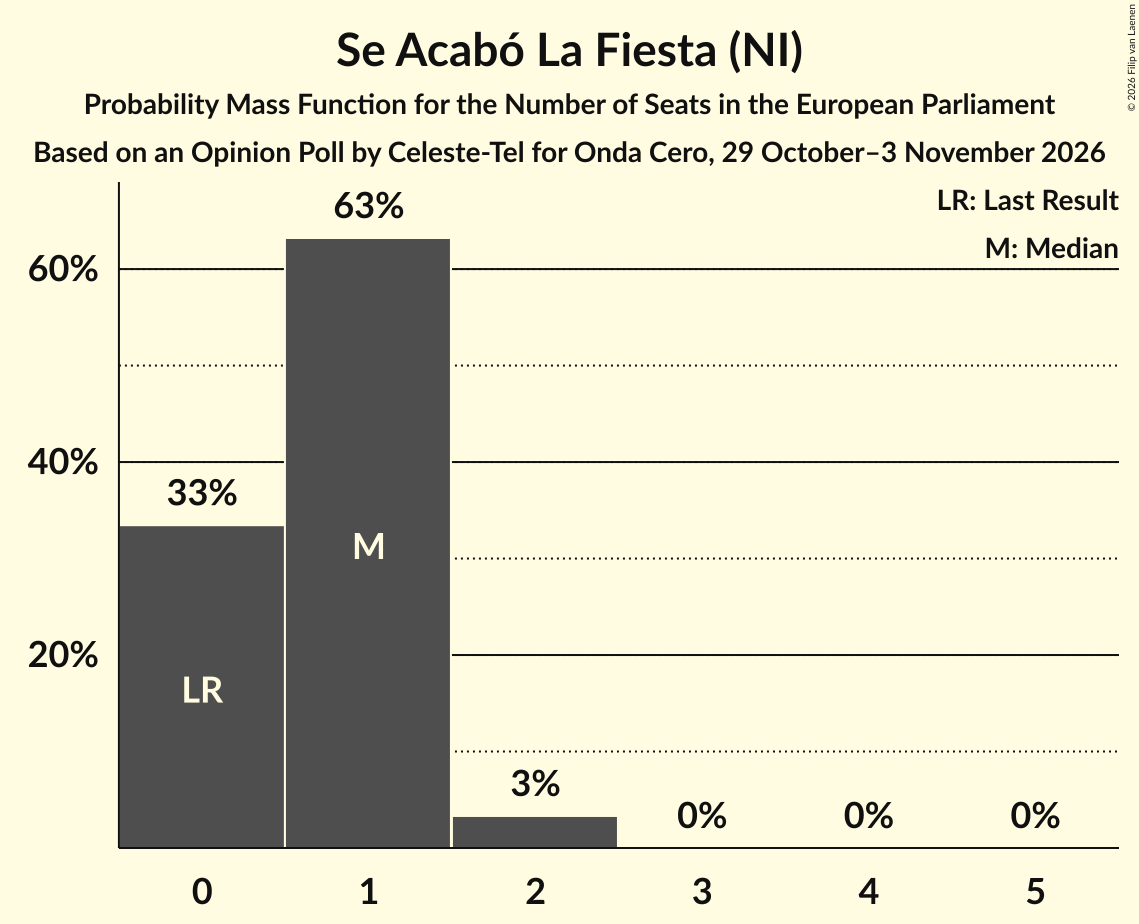 Se Acabó La Fiesta (NI)
Probability Mass Function for the Number of Seats in the European Parliament
Based on an Opinion Poll by Celeste-Tel for Onda Cero, 29 October–3 November 2026
© 2026 Filip van Laenen
LR: Last Result
M: Median
63%
60%
40%
33%
M
20%
LR
3%
0%
0%
0%
0
1
2
3
4
5